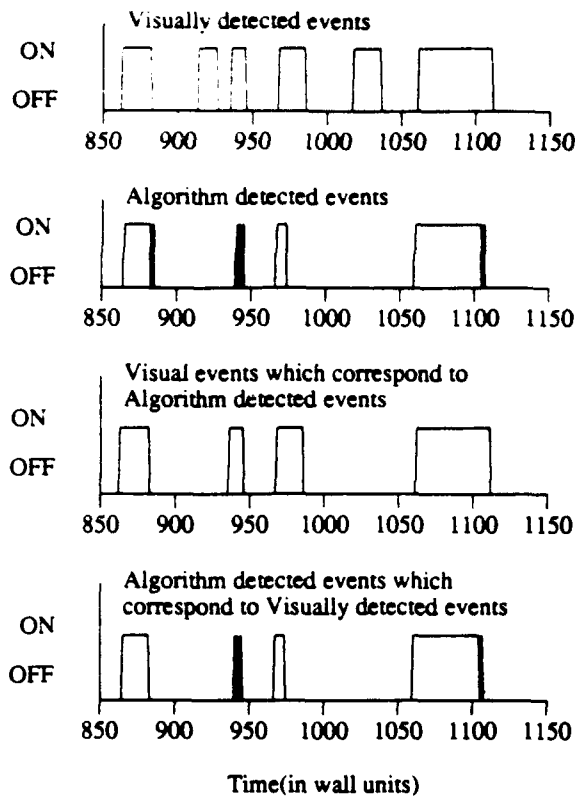 Visually detected events
ON
OFF
850 900 950 1000 1050 1100 1150
Algorithm detected events
ON
OFF
850 900 950 1000 1050 1100 1150
Visual events which correspond to
Algorithm detected events
ON
OFF
850 900 950 1000 1050 1100 1150
Algorithm detected events which
correspond to Visually detected events
ON
OFF
850 900 950 1000 1050 1100 1150
Time(in wall units)